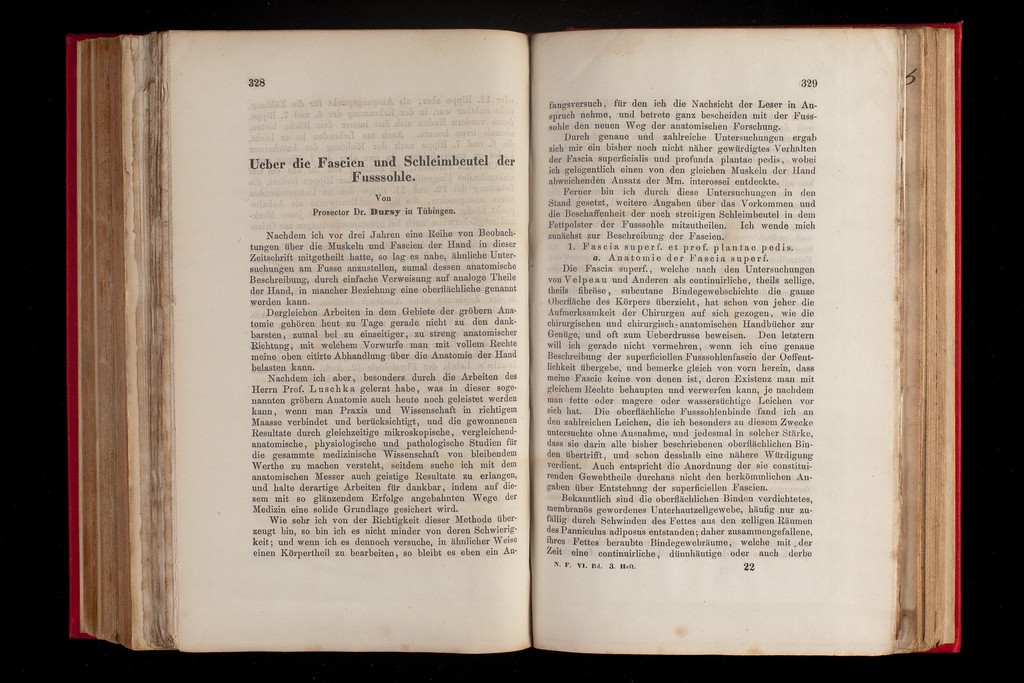 328
Ueber die Fascien und Schleimbeutel der
Fusssohle.
Von
Prosector Dr. Dursy in Tübingen.
Nachdem ich vor drei Jahren eine Reihe von Beobach-
tungen über die Muskeln und Fascien der Hand in dieser
Zeitschrift mitgetheilt hatte, so lag es nahe, ähnliche Unter-
suchungen am Fusse anzustellen, zumal dessen anatomische
Beschreibung, durch einfache Verweisung auf analoge Theile
der Hand, in mancher Beziehung eine oberflächliche genannt
werden kann.
Dergleichen Arbeiten in dem Gebiete der gröbern Ana-
tomie gehören heut zu Tage gerade nicht zu den dank-
barsten, zumal bei zu einseitiger, zu streng anatomischer
Richtung, mit welchem Vorwurfe man mit vollem Rechte
meine oben citirte Abhandlung über die Anatomie der Hand
belasten kann.
Nachdem ich aber, besonders durch die Arbeiten des
Herrn Prof. Luschka gelernt habe, was in dieser soge-
nannten gröbern Anatomie auch heute noch geleistet werden
kann, wenn man Praxis und Wissenschaft in richtigem
Maasse verbindet und berücksichtigt, und die gewonnenen
Resultate durch gleichzeitige mikroskopische, vergleichend-
anatomische, physiologische und pathologische Studien für
die gesammte medizinische Wissenschaft von bleibendem
Werthe zu machen versteht, seitdem suche ich mit dem
anatomischen Messer auch geistige Resultate zu erlangen,
und halte derartige Arbeiten für dankbar, indem auf die-
sem mit so glänzendem Erfolge angebahnten Wege der
Medizin eine solide Grundlage gesichert wird.
Wie sehr ich von der Richtigkeit dieser Methode über-
zeugt bin, so bin ich es nicht minder von deren Schwierig-
keit; und wenn ich es dennoch versuche, in ähnlicher Weise
einen Körpertheil zu bearbeiten, so bleibt es eben ein An-
329
fangsversuch, für den ich die Nachsicht der Leser in An-
spruch nehme, und betrete ganz bescheiden mit der Fuss-
sohle den neuen Weg der anatomischen Forschung.
Durch genaue und zahlreiche Untersuchungen ergab
sich mir ein bisher noch nicht näher gewürdigtes Verhalten
der Fascia superficialis und profunda plantae pedis, wobei
ich gelegentlich einen von den gleichen Muskeln der Hand
abweichenden Ansatz der Mm. interossei entdeckte.
Ferner bin ich durch diese Untersuchungen in den
Stand gesetzt, weitere Angaben über das Vorkommen und
die Beschaffenheit der noch streitigen Schleimbeutel in dem
Fettpolster der Fusssohle mitzutheilen. Ich wende mich
zunächst zur Beschreibung der Fascien.
1. Fascia superf. et prof. plantae pedis.
a. Anatomie der Fascia superf.
Die Fascia superf., welche nach den Untersuchungen
von Velpeau und Anderen als continuirliche, theils zellige,
theils fibröse, subcutane Bindegewebschichte die ganze
Oberfläche des Körpers überzieht, hat schon von jeher die
Aufmerksamkeit der Chirurgen auf sich gezogen, wie die
chirurgischen und chirurgisch-anatomischen Handbücher zur
Genüge, und oft zum Ueberdrusse beweisen. Den letztern
will ich gerade nicht vermehren, wenn ich eine genaue
Beschreibung der superficiellen Fusssohlenfascie der Oeffent-
lichkeit übergebe, und bemerke gleich von vorn herein, dass
meine Fascie keine von denen ist, deren Existenz man mit
gleichem Rechte behaupten und verwerfen kann, je nachdem
man fette oder magere oder wassersüchtige Leichen vor
sich hat. Die oberflächliche Fusssohlenbinde fand ich an
den zahlreichen Leichen, die ich besonders zu diesem Zwecke
untersuchte ohne Ausnahme, und jedesmal in solcher Stärke,
dass sie darin alle bisher beschriebenen oberflächlichen Bin-
den übertrifft, und schon desshalb eine nähere Würdigung
verdient. Auch entspricht die Anordnung der sie constitui-
renden Gewebtheile durchaus nicht den herkömmlichen An-
gaben über Entstehung der superficiellen Fascien.
Bekanntlich sind die oberflächlichen Binden verdichtetes,
membranös gewordenes Unterhautzellgewebe, häufig nur zu-
fällig durch Schwinden des Fettes aus den zelligen Räumen
des Panniculus adiposus entstanden; daher zusammengefallene,
ihres Fettes beraubte Bindegewebräume, welche mit der
Zeit eine continuirliche, dünnhäutige oder auch derbe
N. F. VI. Bd. 3. Heft. 22